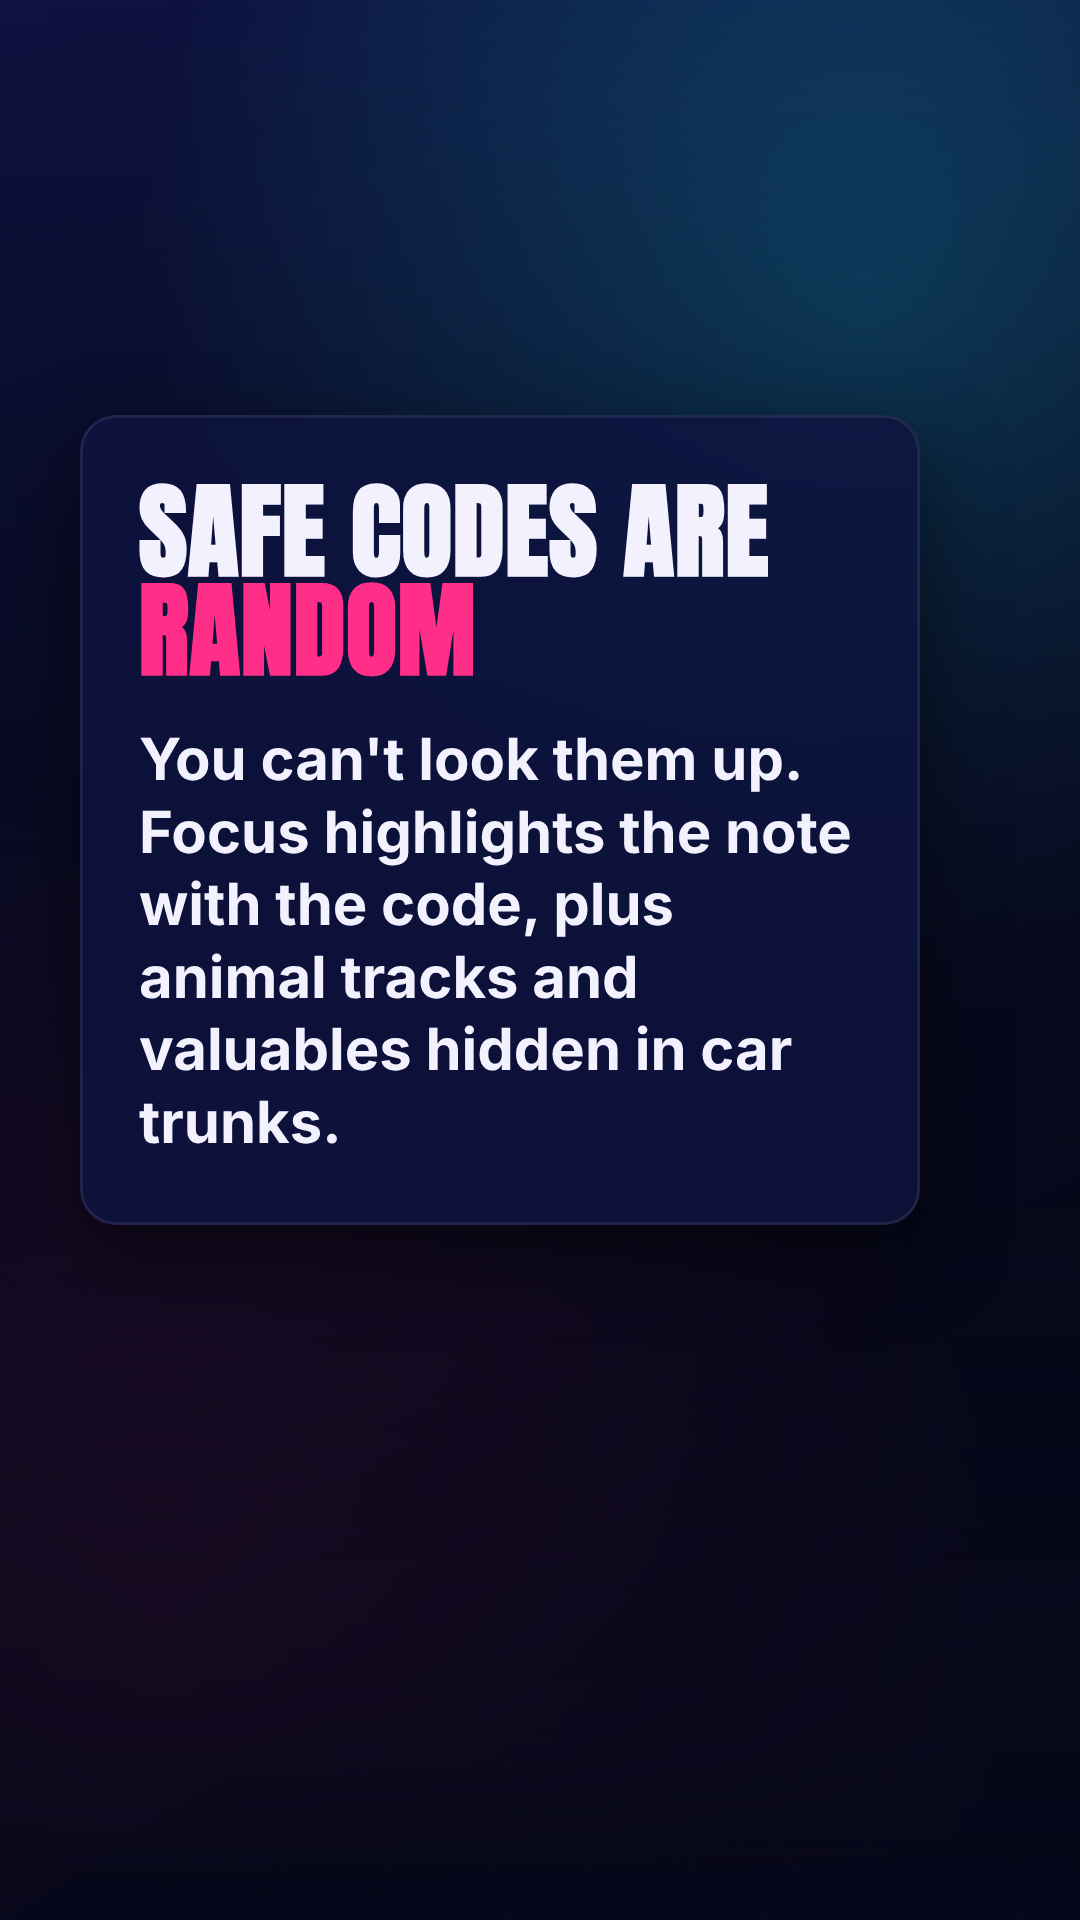 SAFE CODES ARE
RANDOM
You can't look them up.
Focus highlights the note
with the code, plus
animal tracks and
valuables hidden in car
trunks.